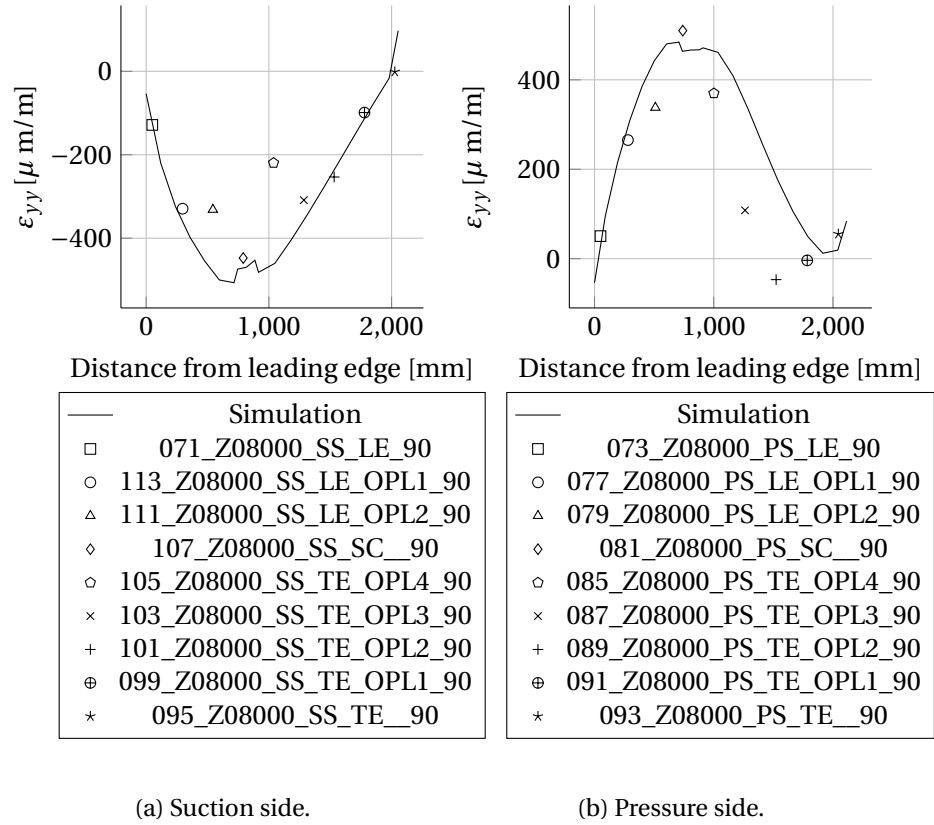 0
−200
−400
ε_yy [μ m/m]
0
1,000
2,000
Distance from leading edge [mm]
Simulation
071_Z08000_SS_LE_90
113_Z08000_SS_LE_OPL1_90
111_Z08000_SS_LE_OPL2_90
107_Z08000_SS_SC__90
105_Z08000_SS_TE_OPL4_90
103_Z08000_SS_TE_OPL3_90
101_Z08000_SS_TE_OPL2_90
099_Z08000_SS_TE_OPL1_90
095_Z08000_SS_TE__90
(a) Suction side.
400
200
0
ε_yy [μ m/m]
0
1,000
2,000
Distance from leading edge [mm]
Simulation
073_Z08000_PS_LE_90
077_Z08000_PS_LE_OPL1_90
079_Z08000_PS_LE_OPL2_90
081_Z08000_PS_SC__90
085_Z08000_PS_TE_OPL4_90
087_Z08000_PS_TE_OPL3_90
089_Z08000_PS_TE_OPL2_90
091_Z08000_PS_TE_OPL1_90
093_Z08000_PS_TE__90
(b) Pressure side.